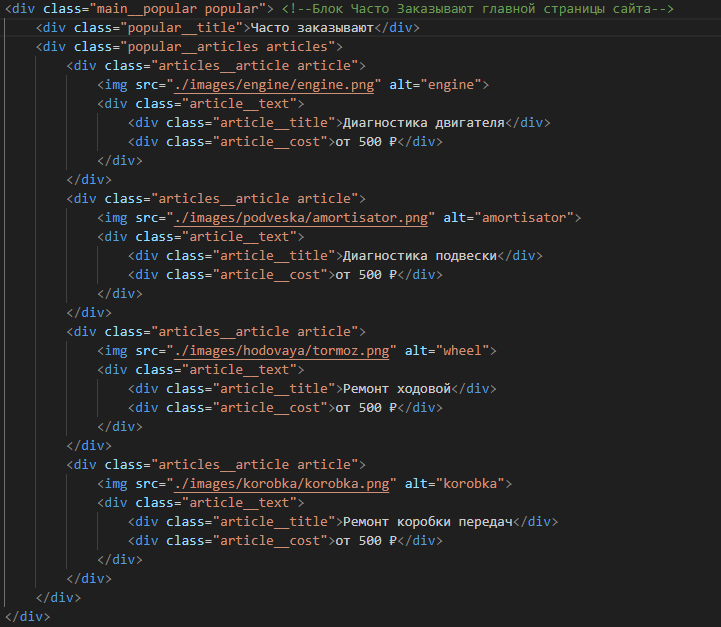 <div class="main__popular popular"> <!--Блок Часто Заказывают главной страницы сайта-->
    <div class="popular__title">Часто заказывают</div>
    <div class="popular__articles articles">
        <div class="articles__article article">
            <img src="./images/engine/engine.png" alt="engine">
            <div class="article__text">
                <div class="article__title">Диагностика двигателя</div>
                <div class="article__cost">от 500 ₽</div>
            </div>
        </div>
        <div class="articles__article article">
            <img src="./images/podveska/amortisator.png" alt="amortisator">
            <div class="article__text">
                <div class="article__title">Диагностика подвески</div>
                <div class="article__cost">от 500 ₽</div>
            </div>
        </div>
        <div class="articles__article article">
            <img src="./images/hodovaya/tormoz.png" alt="wheel">
            <div class="article__text">
                <div class="article__title">Ремонт ходовой</div>
                <div class="article__cost">от 500 ₽</div>
            </div>
        </div>
        <div class="articles__article article">
            <img src="./images/korobka/korobka.png" alt="korobka">
            <div class="article__text">
                <div class="article__title">Ремонт коробки передач</div>
                <div class="article__cost">от 500 ₽</div>
            </div>
        </div>
    </div>
</div>